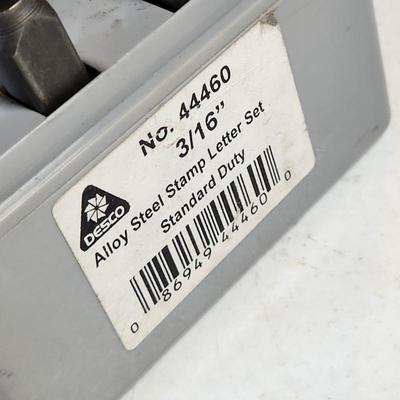 NO. 44460
3/16”
DESCO
Alloy Steel Stamp Letter Set
Standard Duty
0 86949 44460 0